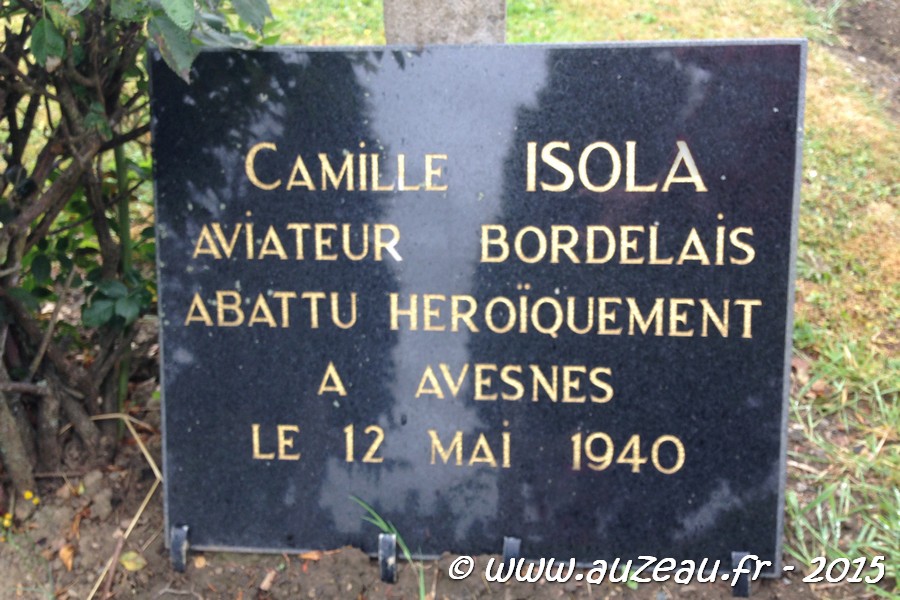 CAMiLLE ISOLA
AViATEUR BORDELAiS
ABATTU HEROÏQUEMENT
A AVESNES
LE 12 MAi 1940
© www.auzeau.fr - 2015